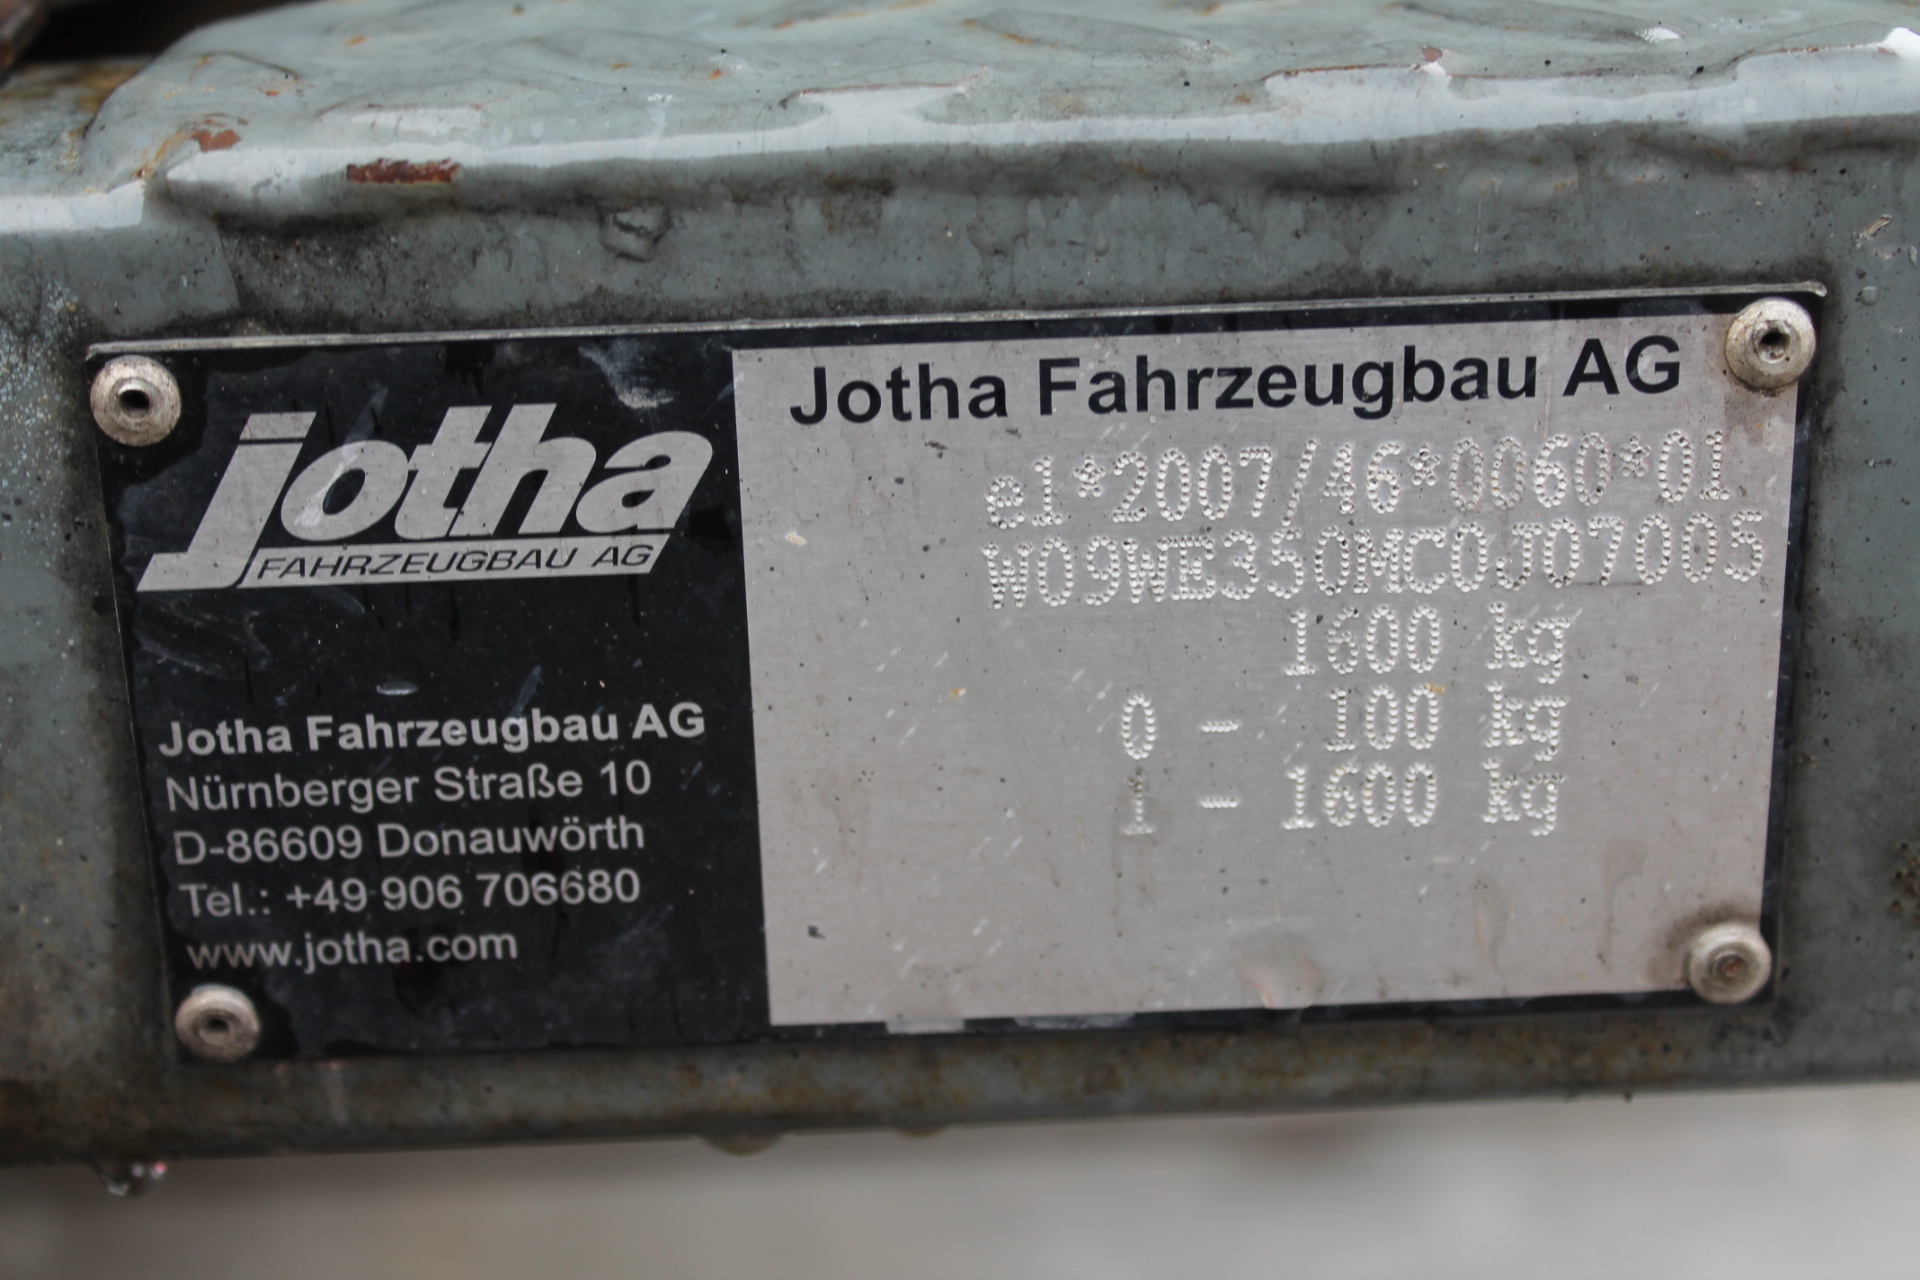 jotha
FAHRZEUGBAU AG
Jotha Fahrzeugbau AG
Nürnberger Straße 10
D-86609 Donauwörth
Tel.: +49 906 706680
www.jotha.com
Jotha Fahrzeugbau AG
e1*2007/46*0060*01
W09WE350MC0J07005
1600 kg
0 - 100 kg
1 - 1600 kg